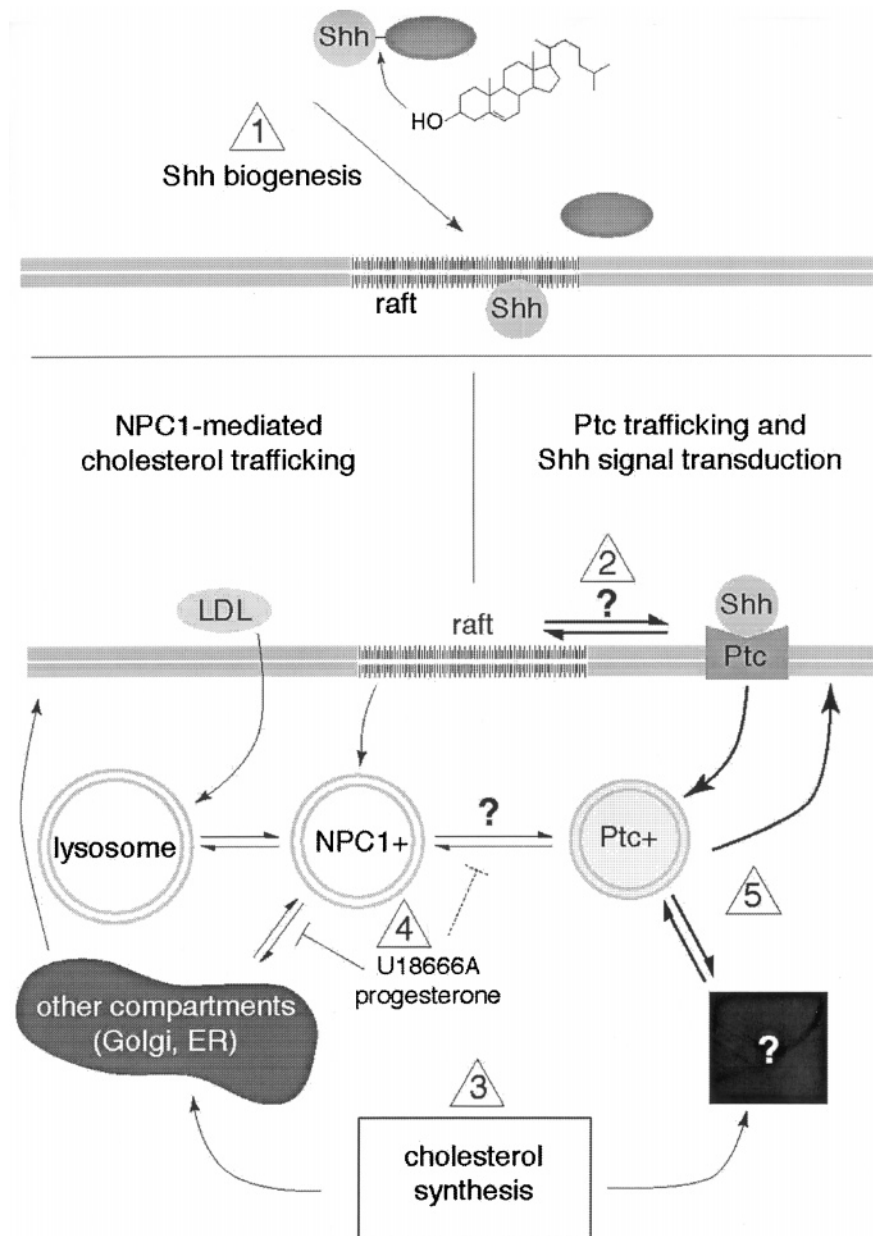 Shh
HO
1
Shh biogenesis
raft
Shh
NPC1-mediated
cholesterol trafficking
Ptc trafficking and
Shh signal transduction
2
?
Shh
LDL
raft
Ptc
lysosome
NPC1+
?
Ptc+
4
5
U18666A
progesterone
other compartments
(Golgi, ER)
?
3
cholesterol
synthesis